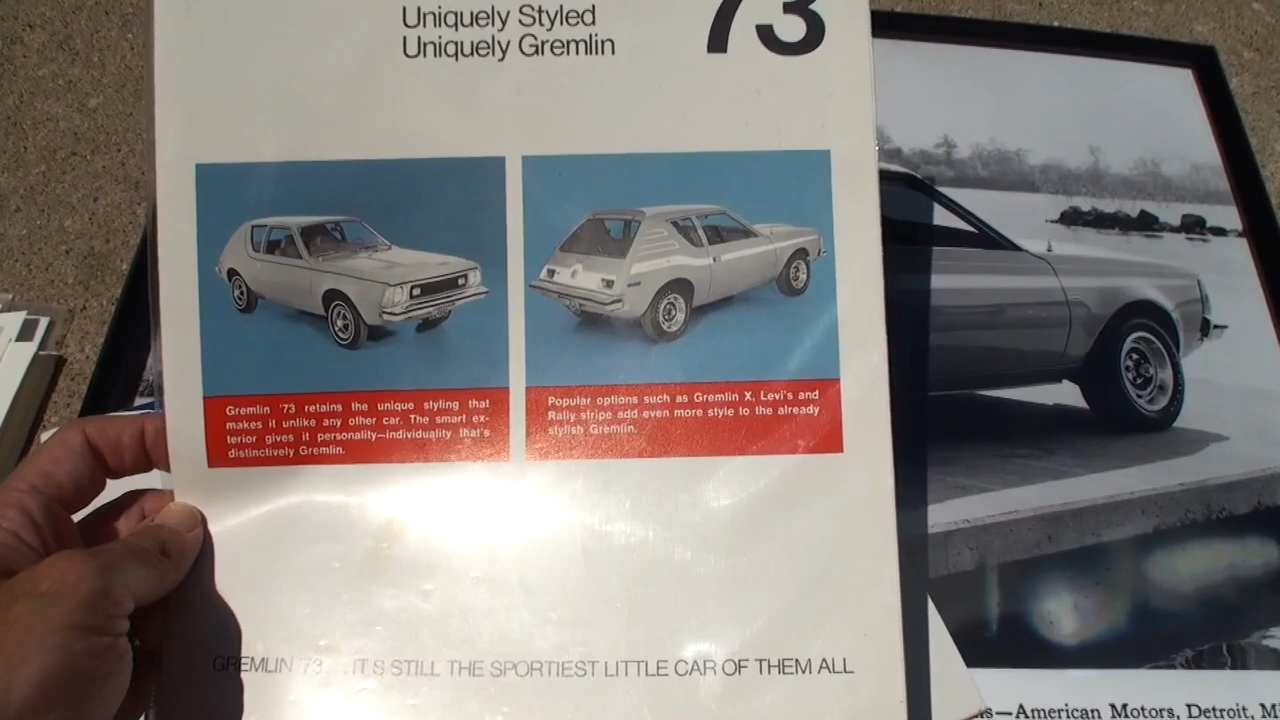 Uniquely Styled
Uniquely Gremlin
73
Gremlin '73 retains the unique styling that
makes it unlike any other car. The smart ex-
terior gives it personality—individuality that's
distinctively Gremlin.
Popular options such as Gremlin X, Levi's and
Rally stripe add even more style to the already
stylish Gremlin.
GREMLIN '73...IT'S STILL THE SPORTIEST LITTLE CAR OF THEM ALL
—American Motors, Detroit,